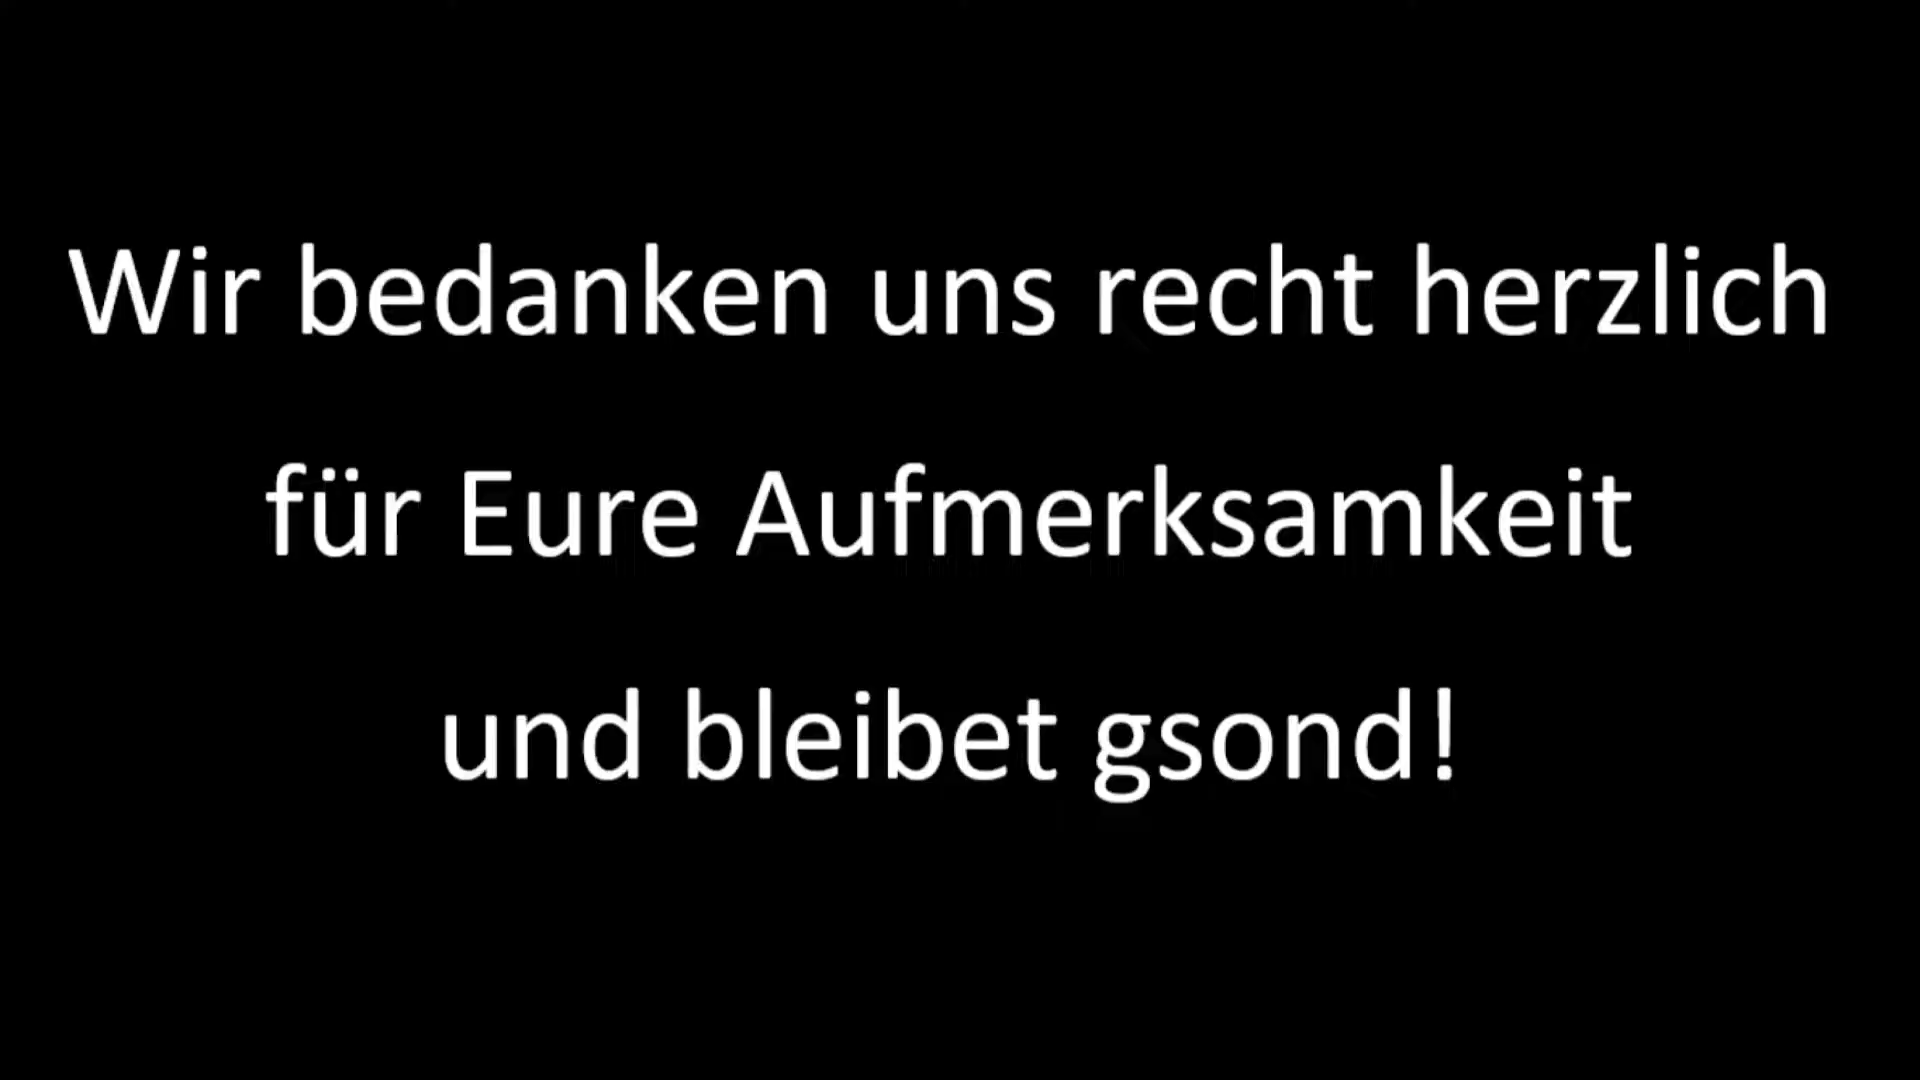 Wir bedanken uns recht herzlich
für Eure Aufmerksamkeit
und bleibet gsond!